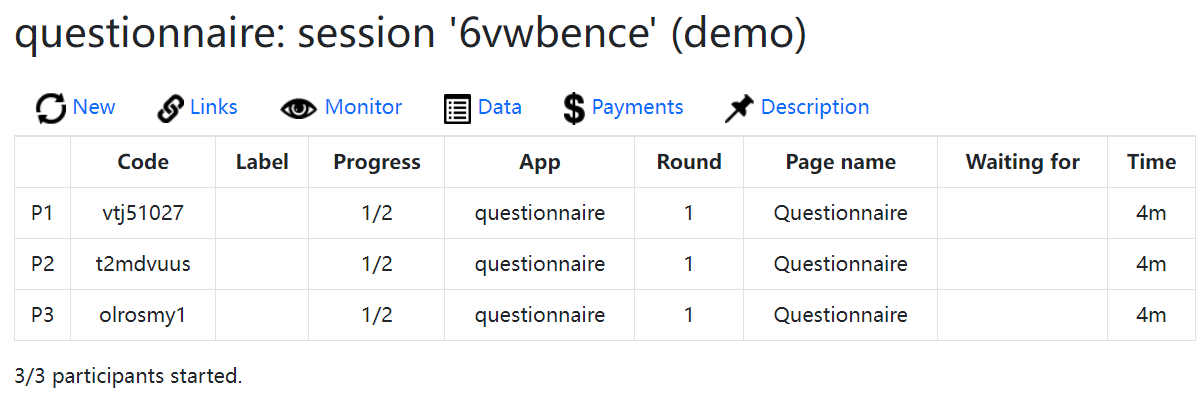 questionnaire: session '6vwbence' (demo)
New Links Monitor Data Payments Description
Code Label Progress App Round Page name Waiting for Time
P1 vtj51027 1/2 questionnaire 1 Questionnaire 4m
P2 t2mdvuus 1/2 questionnaire 1 Questionnaire 4m
P3 olrosmy1 1/2 questionnaire 1 Questionnaire 4m
3/3 participants started.